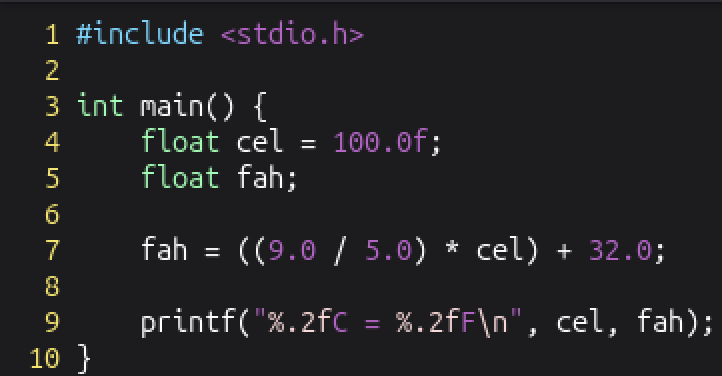 1 #include <stdio.h>
2
3 int main() {
4     float cel = 100.0f;
5     float fah;
6
7     fah = ((9.0 / 5.0) * cel) + 32.0;
8
9     printf("%.2fC = %.2fF\n", cel, fah);
10 }